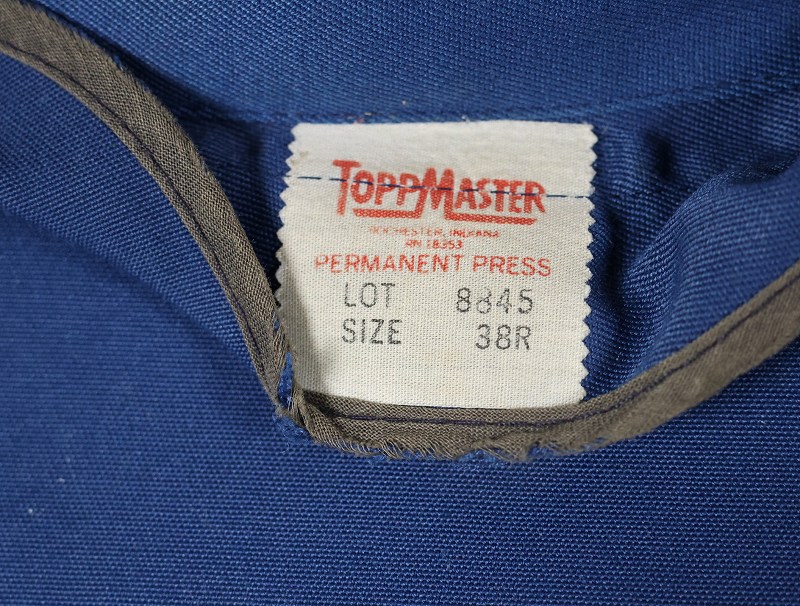 TOPPMASTER
ROCHESTER, INDIANA
RN 18353
PERMANENT PRESS
LOT 8845
SIZE 38R